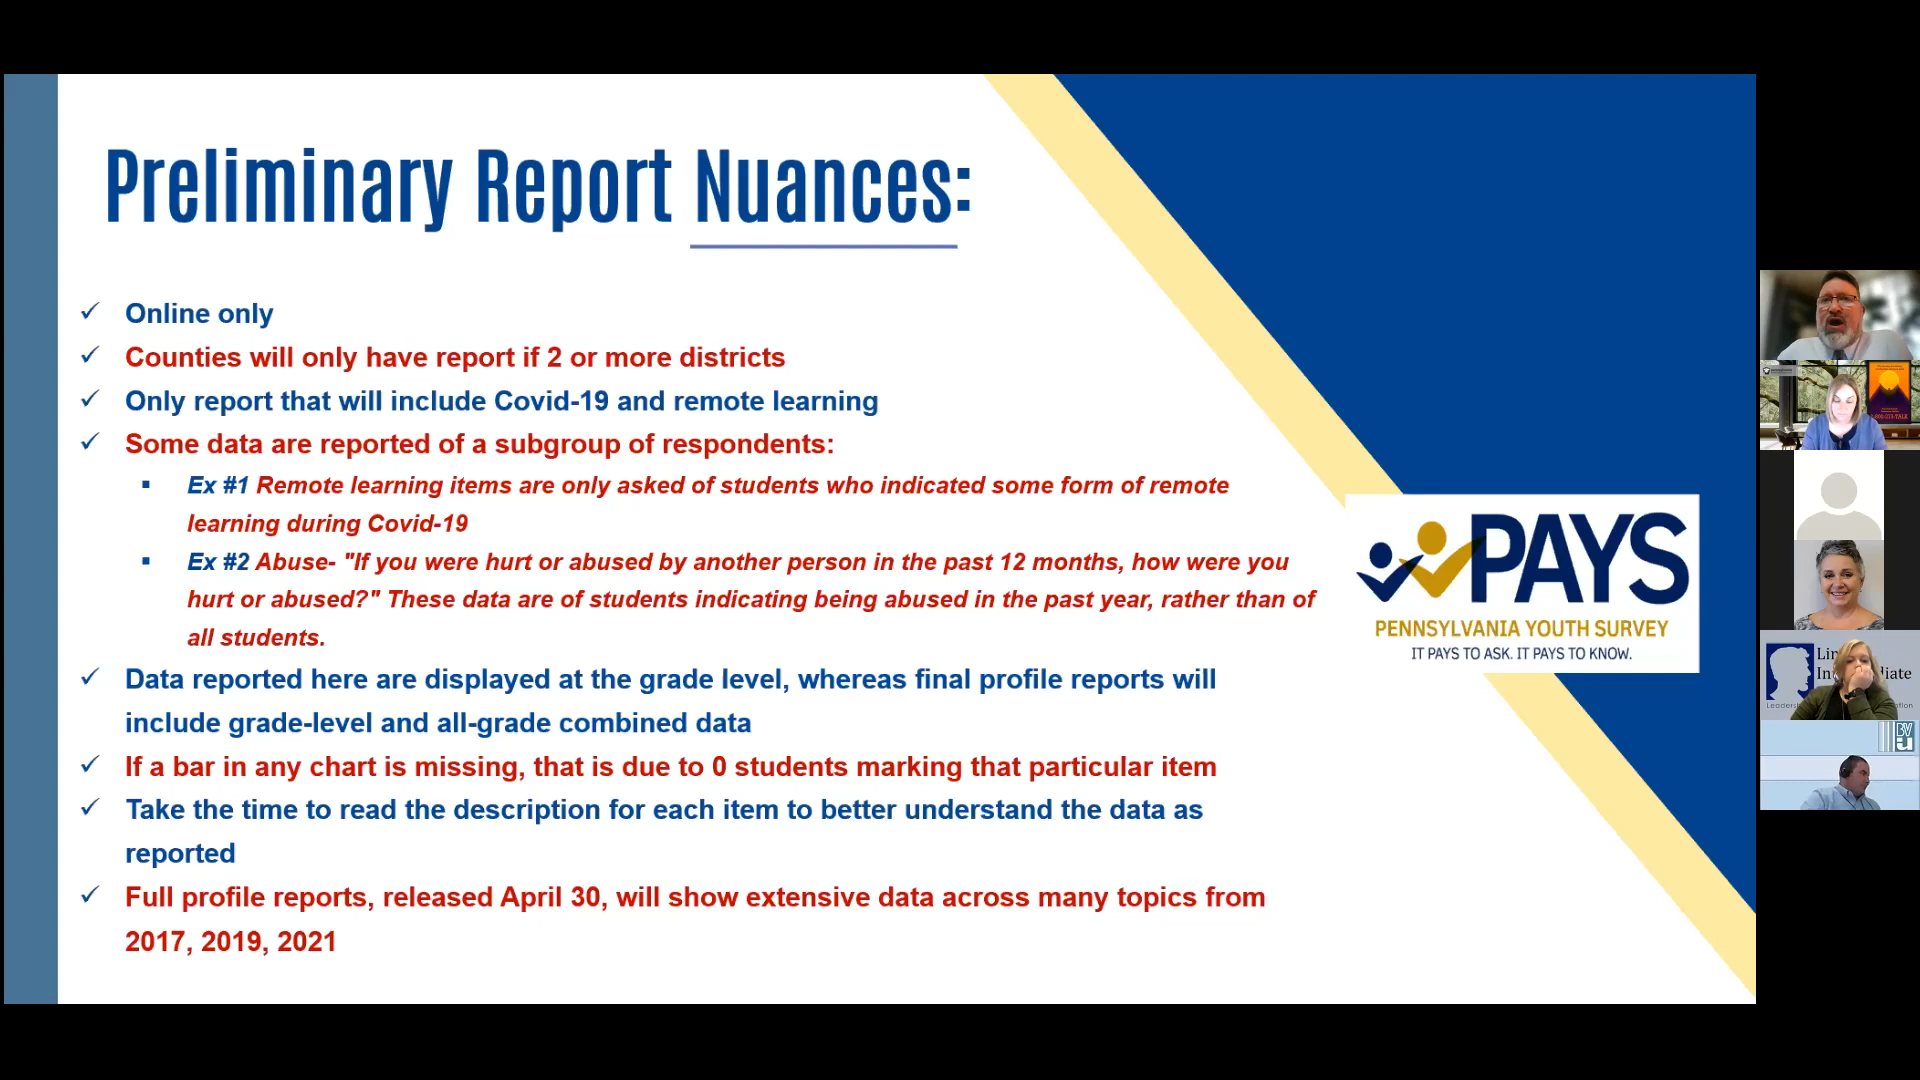 Preliminary Report Nuances:
Online only
Counties will only have report if 2 or more districts
Only report that will include Covid-19 and remote learning
Some data are reported of a subgroup of respondents:
Ex #1 Remote learning items are only asked of students who indicated some form of remote
learning during Covid-19
Ex #2 Abuse- "If you were hurt or abused by another person in the past 12 months, how were you
hurt or abused?" These data are of students indicating being abused in the past year, rather than of
all students.
Data reported here are displayed at the grade level, whereas final profile reports will
include grade-level and all-grade combined data
If a bar in any chart is missing, that is due to 0 students marking that particular item
Take the time to read the description for each item to better understand the data as
reported
Full profile reports, released April 30, will show extensive data across many topics from
2017, 2019, 2021
PAYS
PENNSYLVANIA YOUTH SURVEY
IT PAYS TO ASK. IT PAYS TO KNOW.
BVIU